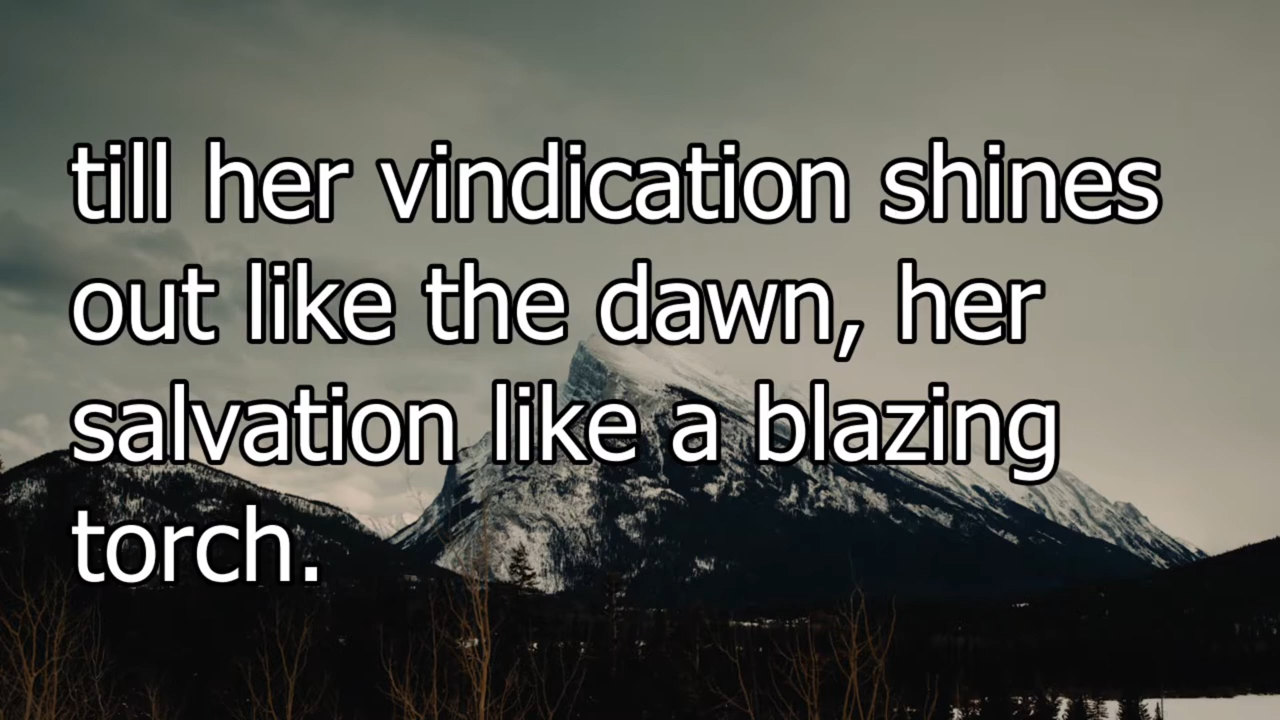 till her vindication shines
out like the dawn, her
salvation like a blazing
torch.